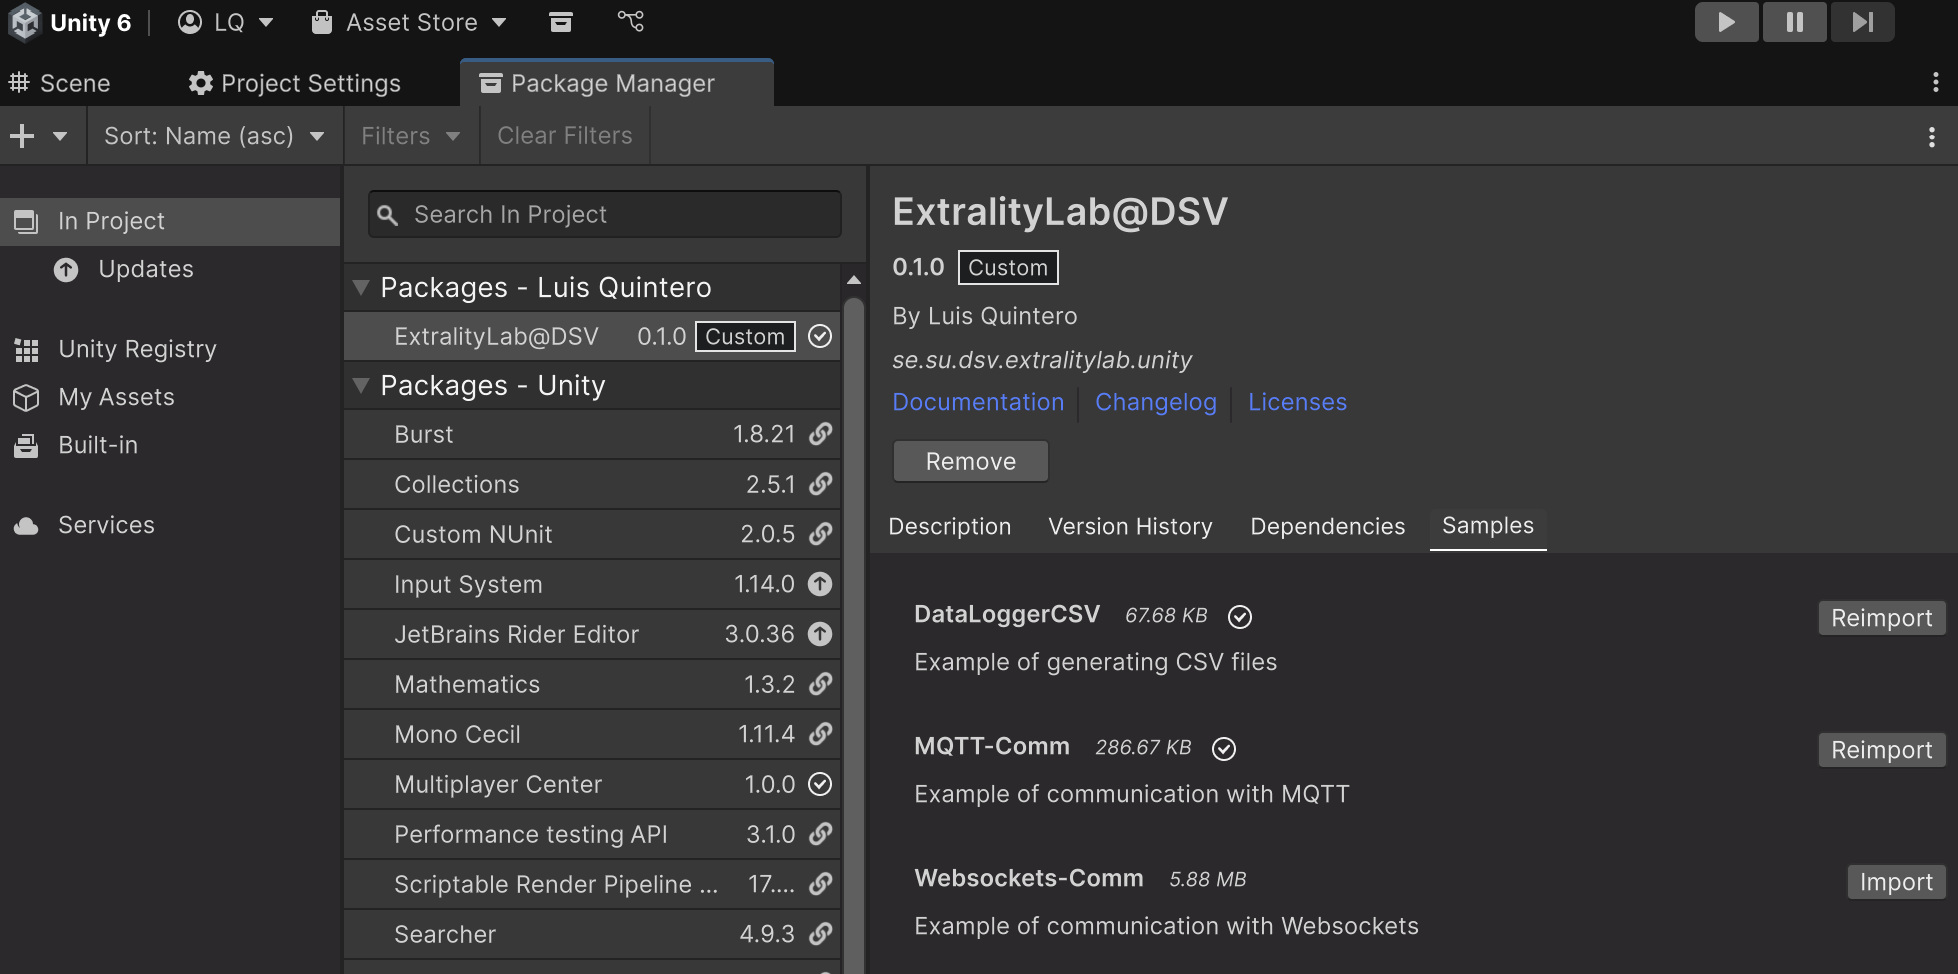 Unity 6 LQ Asset Store
Scene Project Settings Package Manager
Sort: Name (asc) Filters Clear Filters
In Project
Updates
Unity Registry
My Assets
Built-in
Services
Search In Project
Packages - Luis Quintero
ExtralityLab@DSV 0.1.0 Custom
Packages - Unity
Burst 1.8.21
Collections 2.5.1
Custom NUnit 2.0.5
Input System 1.14.0
JetBrains Rider Editor 3.0.36
Mathematics 1.3.2
Mono Cecil 1.11.4
Multiplayer Center 1.0.0
Performance testing API 3.1.0
Scriptable Render Pipeline ... 17....
Searcher 4.9.3
ExtralityLab@DSV
0.1.0 Custom
By Luis Quintero
se.su.dsv.extralitylab.unity
Documentation Changelog Licenses
Remove
Description Version History Dependencies Samples
DataLoggerCSV 67.68 KB Reimport
Example of generating CSV files
MQTT-Comm 286.67 KB Reimport
Example of communication with MQTT
Websockets-Comm 5.88 MB Import
Example of communication with Websockets